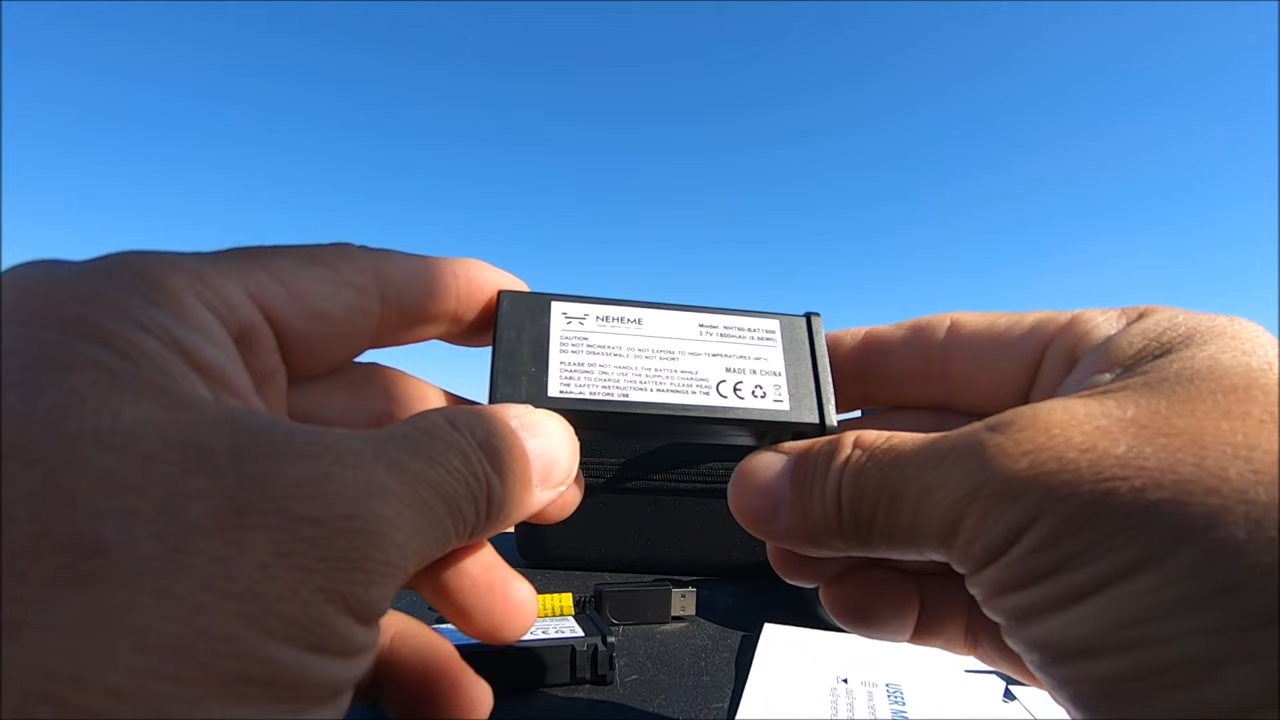 NEHEME
Model: NH760-BAT1800
3.7V 1800mAh (6.66Wh)
CAUTION:
DO NOT INCINERATE. DO NOT EXPOSE TO HIGH TEMPERATURES
DO NOT DISASSEMBLE, DO NOT SHORT
PLEASE DO NOT HANDLE THE BATTERY WHILE
CHARGING. ONLY USE THE SUPPLIED CHARGING
CABLE TO CHARGE THIS BATTERY PLEASE READ
THE SAFETY INSTRUCTIONS & WARNINGS IN THE
MANUAL BEFORE USE.
MADE IN CHINA
CE
CE
USER M